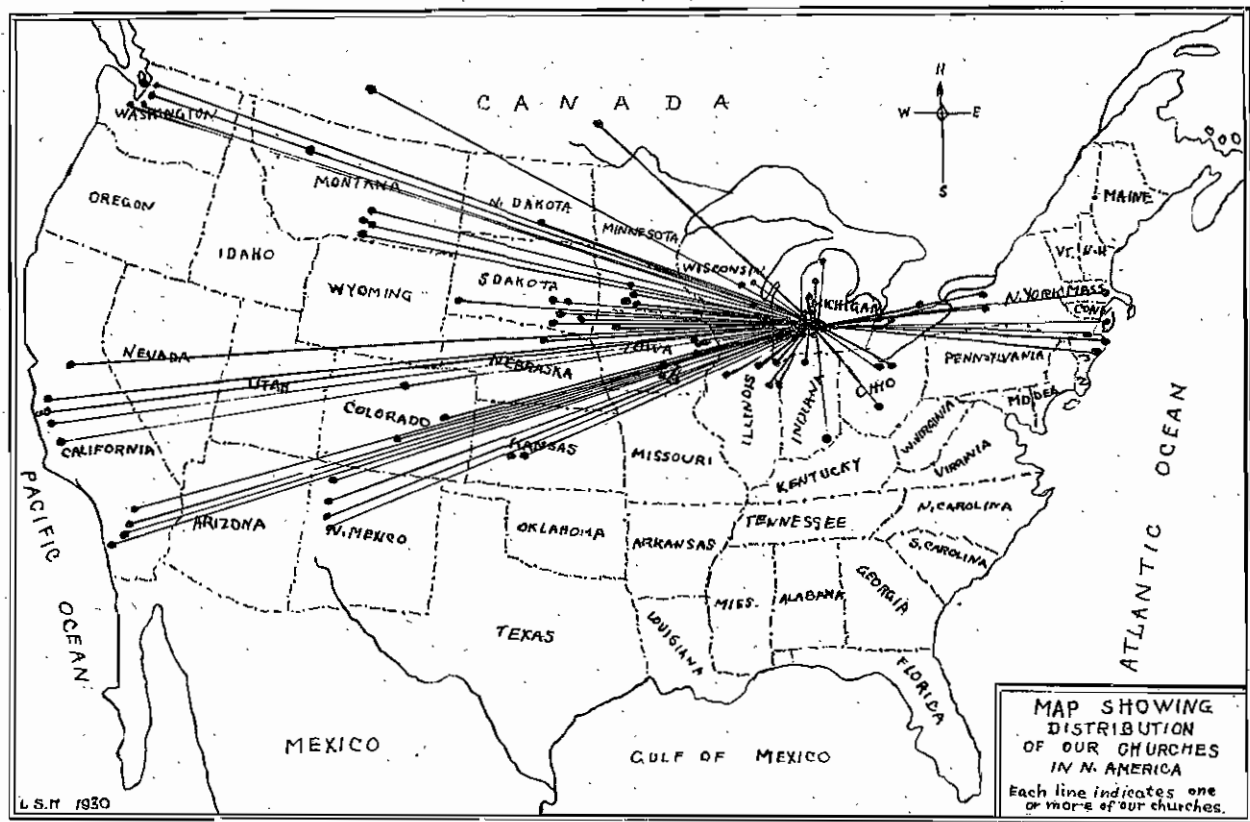 CANADA
N
W E
S
WASHINGTON
MONTANA
N. DAKOTA
MINNESOTA
MAINE
OREGON
IDAHO
WISCONSIN
VT.
N.H
WYOMING
S DAKOTA
MICHIGAN
N. YORK
MASS
CONN
NEVADA
UTAH
NEBRASKA
IOWA
PENNSYLVANIA
COLORADO
ILLINOIS
INDIANA
OHIO
MD
DEA
CALIFORNIA
KANSAS
MISSOURI
W. VIRGINIA
VIRGINIA
KENTUCKY
PACIFIC
OCEAN
ATLANTIC OCEAN
ARIZONA
N. MEXICO
OKLAHOMA
ARKANSAS
TENNESSEE
N. CAROLINA
S. CAROLINA
MISS.
ALABAMA
GEORGIA
TEXAS
LOUISIANA
FLORIDA
MEXICO
GULF OF MEXICO
MAP SHOWING
DISTRIBUTION
OF OUR CHURCHES
IN N. AMERICA
Each line indicates one
or more of our churches.
L.S.H 1930